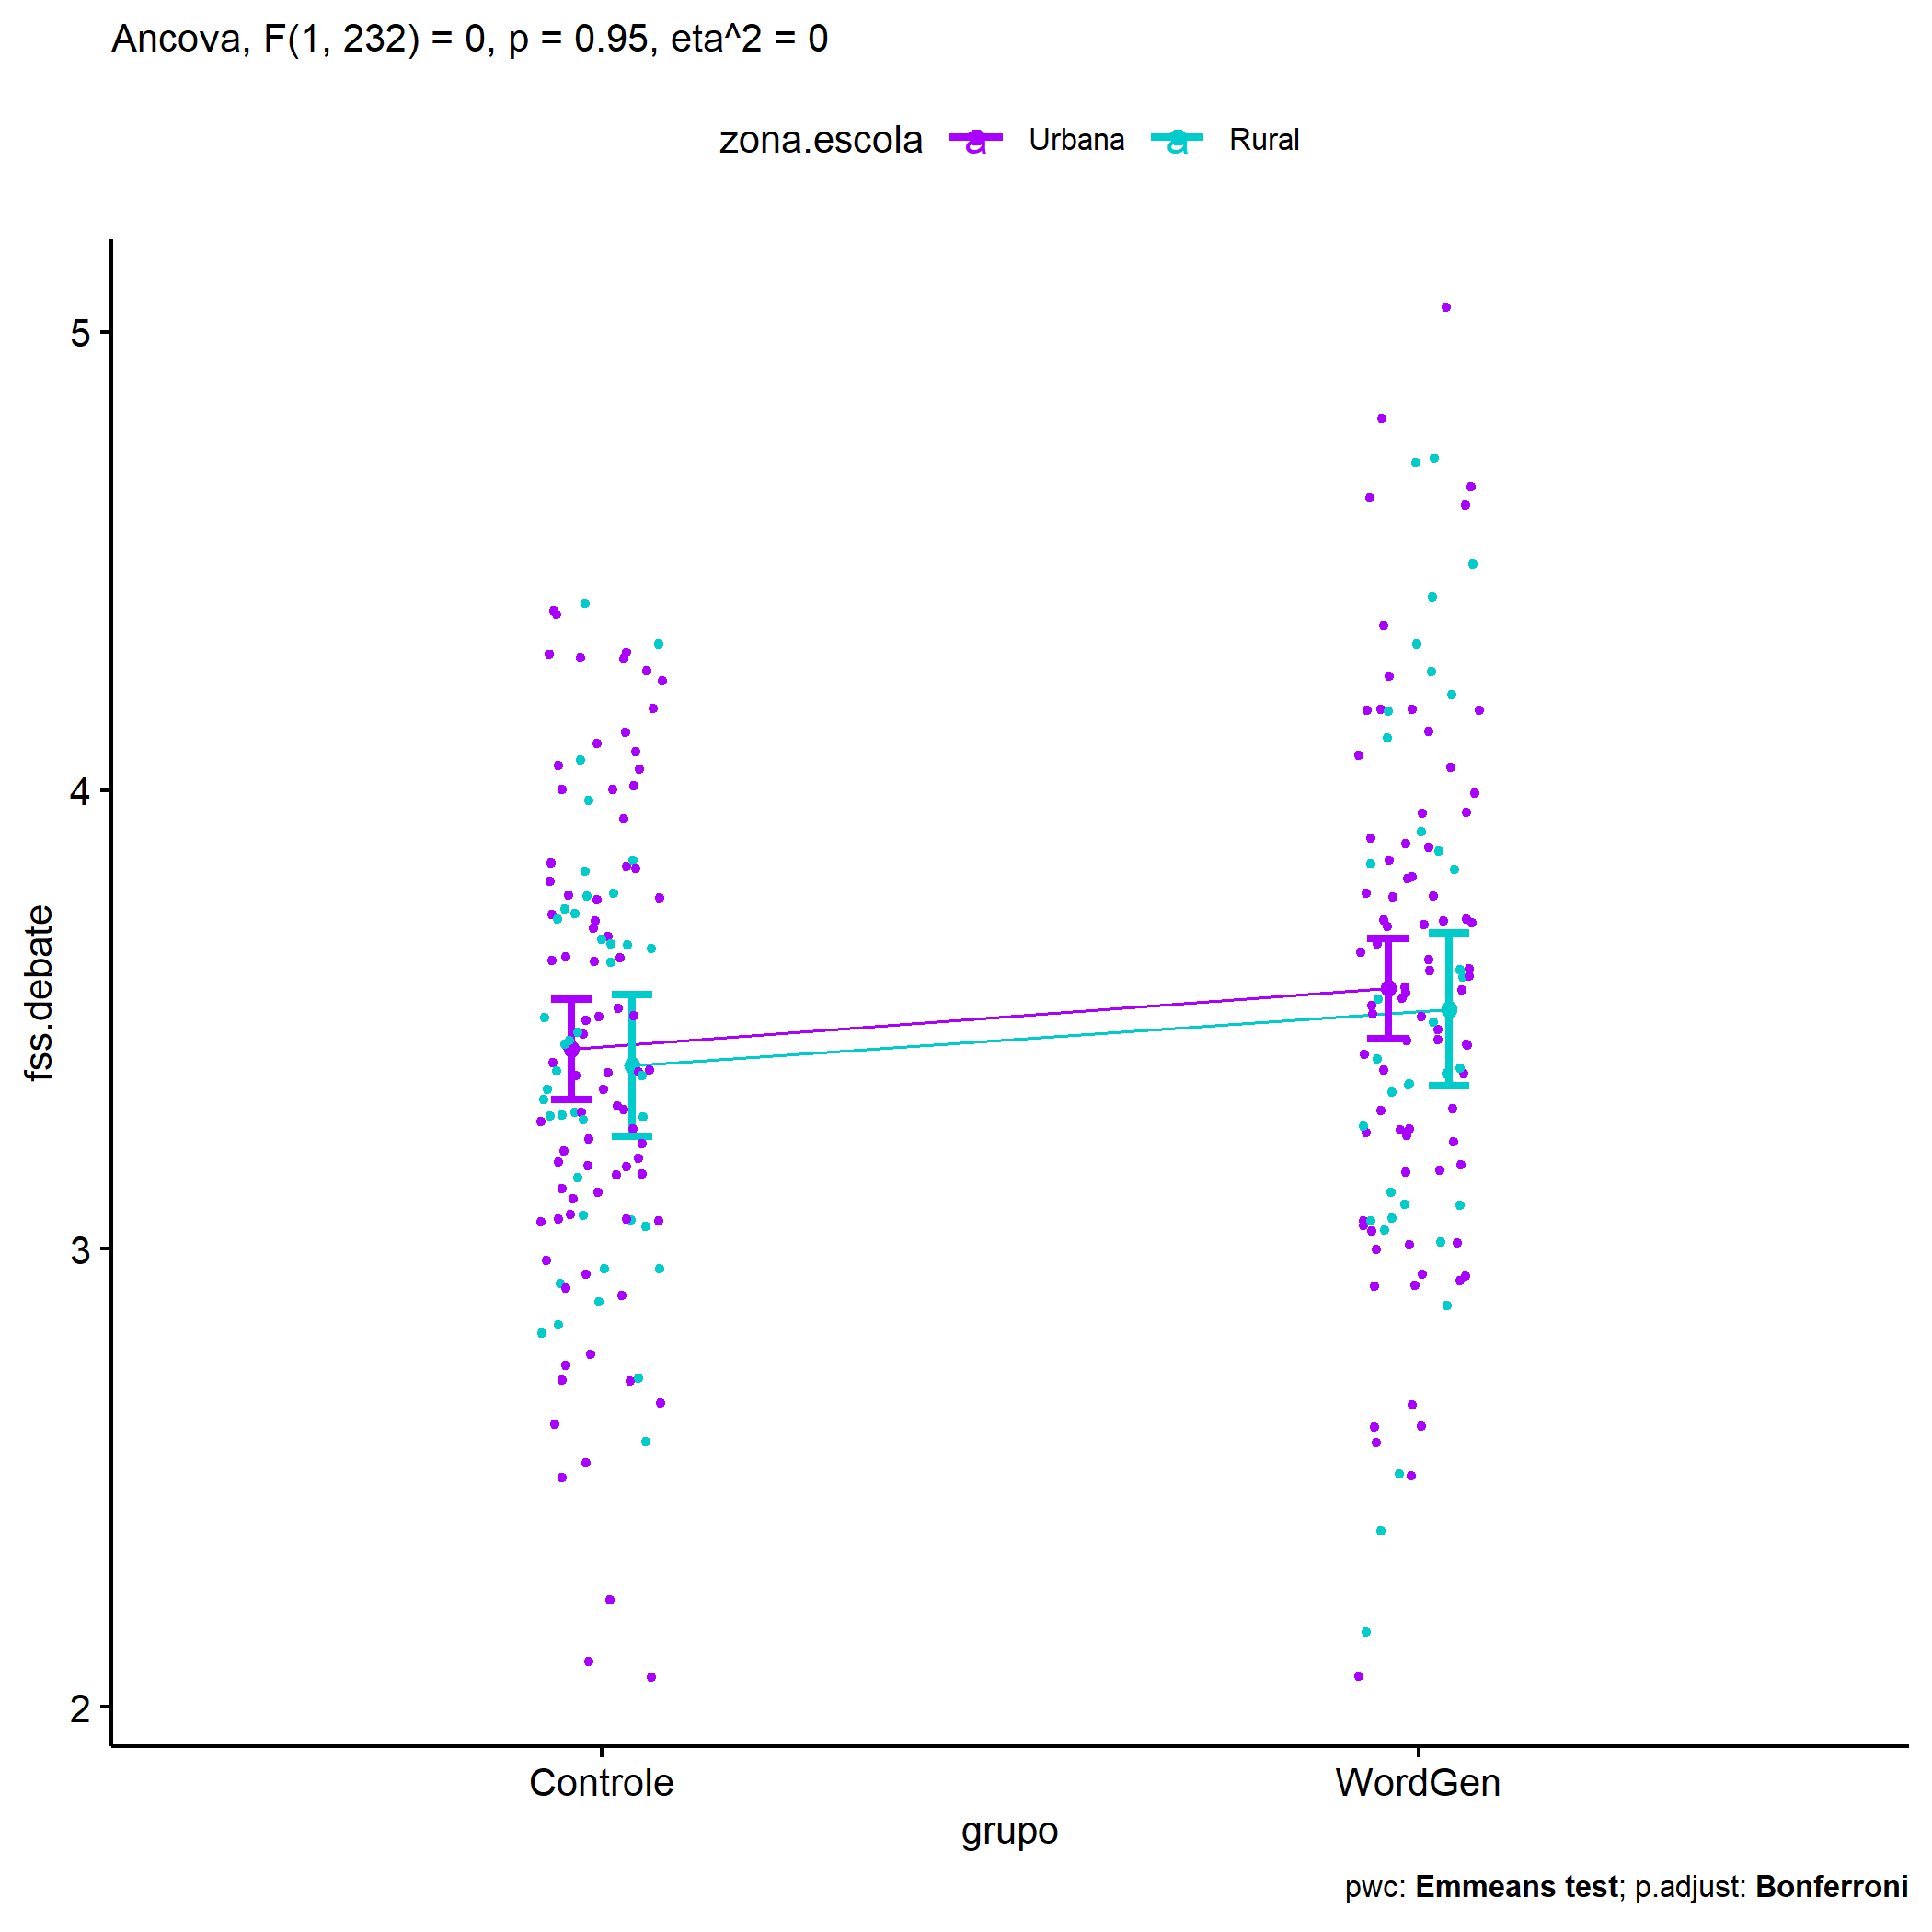 Ancova, F(1, 232) = 0, p = 0.95, eta^2 = 0
zona.escola a Urbana a Rural
5
4
3
2
fss.debate
Controle WordGen
grupo
pwc: Emmeans test; p.adjust: Bonferroni